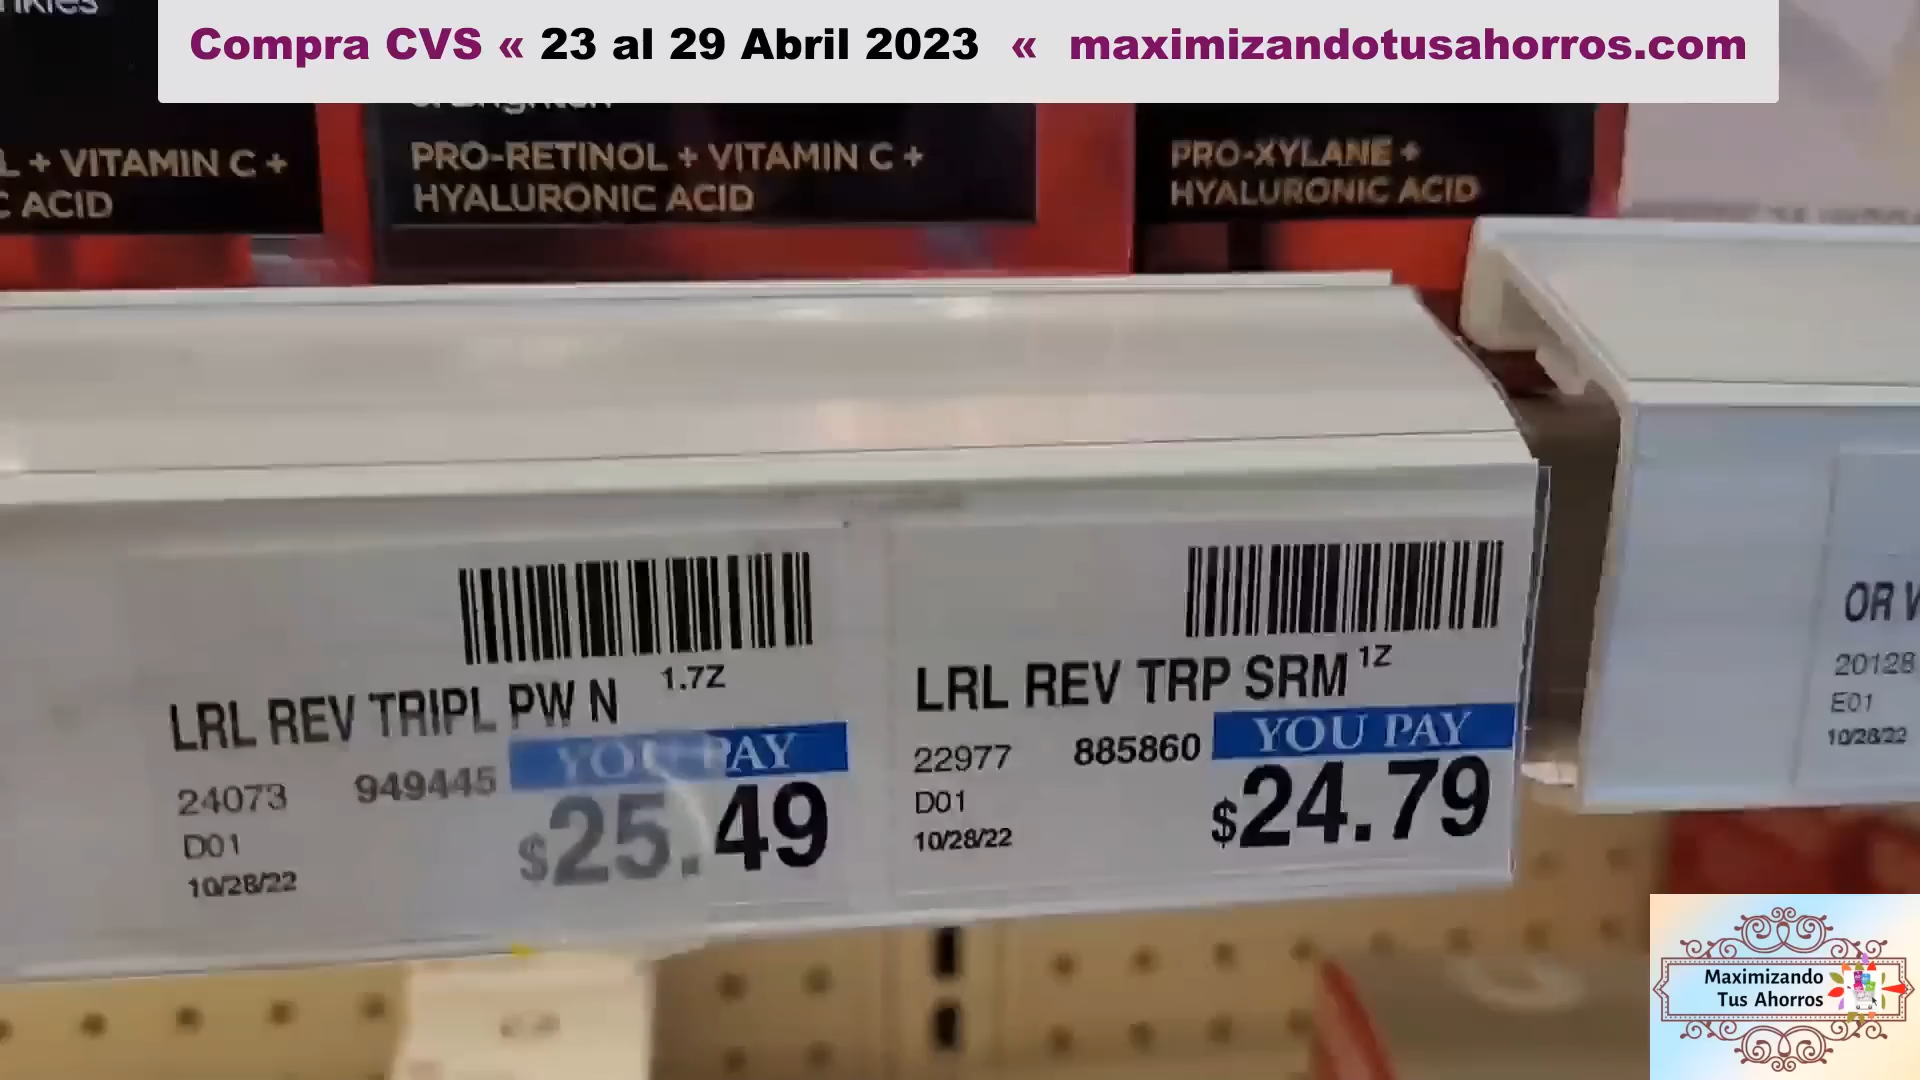 Compra CVS « 23 al 29 Abril 2023 « maximizandotusahorros.com
L + VITAMIN C +
C ACID
PRO-RETINOL + VITAMIN C +
HYALURONIC ACID
PRO-XYLANE +
HYALURONIC ACID
LRL REV TRIPL PW N 1.7Z
24073 949445 YOU PAY
D01 $25.49
10/28/22
LRL REV TRP SRM 1Z
22977 885860 YOU PAY
D01 $24.79
10/28/22
OR
20128
E01
10/28/22
Maximizando
Tus Ahorros